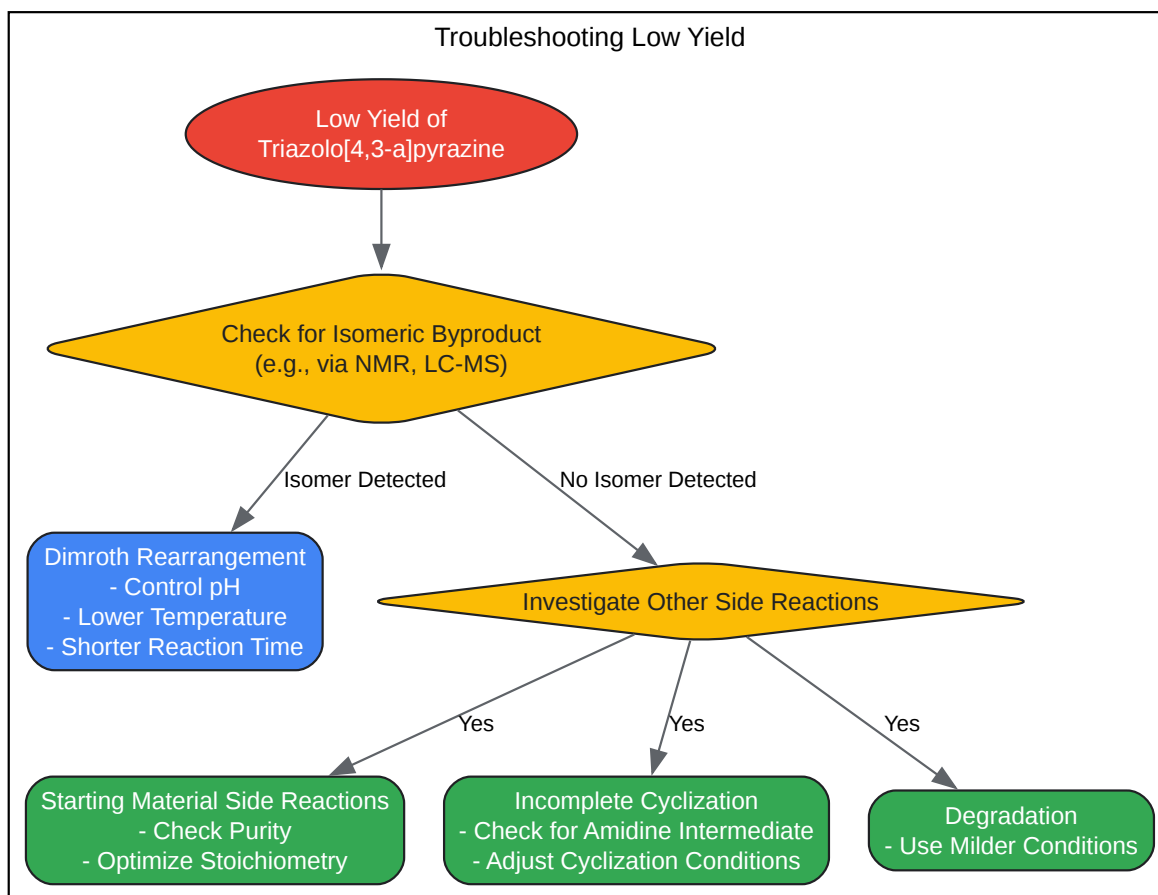 Troubleshooting Low Yield
Low Yield of
Triazolo[4,3-a]pyrazine
Check for Isomeric Byproduct
(e.g., via NMR, LC-MS)
Isomer Detected
No Isomer Detected
Dimroth Rearrangement
- Control pH
- Lower Temperature
- Shorter Reaction Time
Investigate Other Side Reactions
Yes
Yes
Yes
Starting Material Side Reactions
- Check Purity
- Optimize Stoichiometry
Incomplete Cyclization
- Check for Amidine Intermediate
- Adjust Cyclization Conditions
Degradation
- Use Milder Conditions